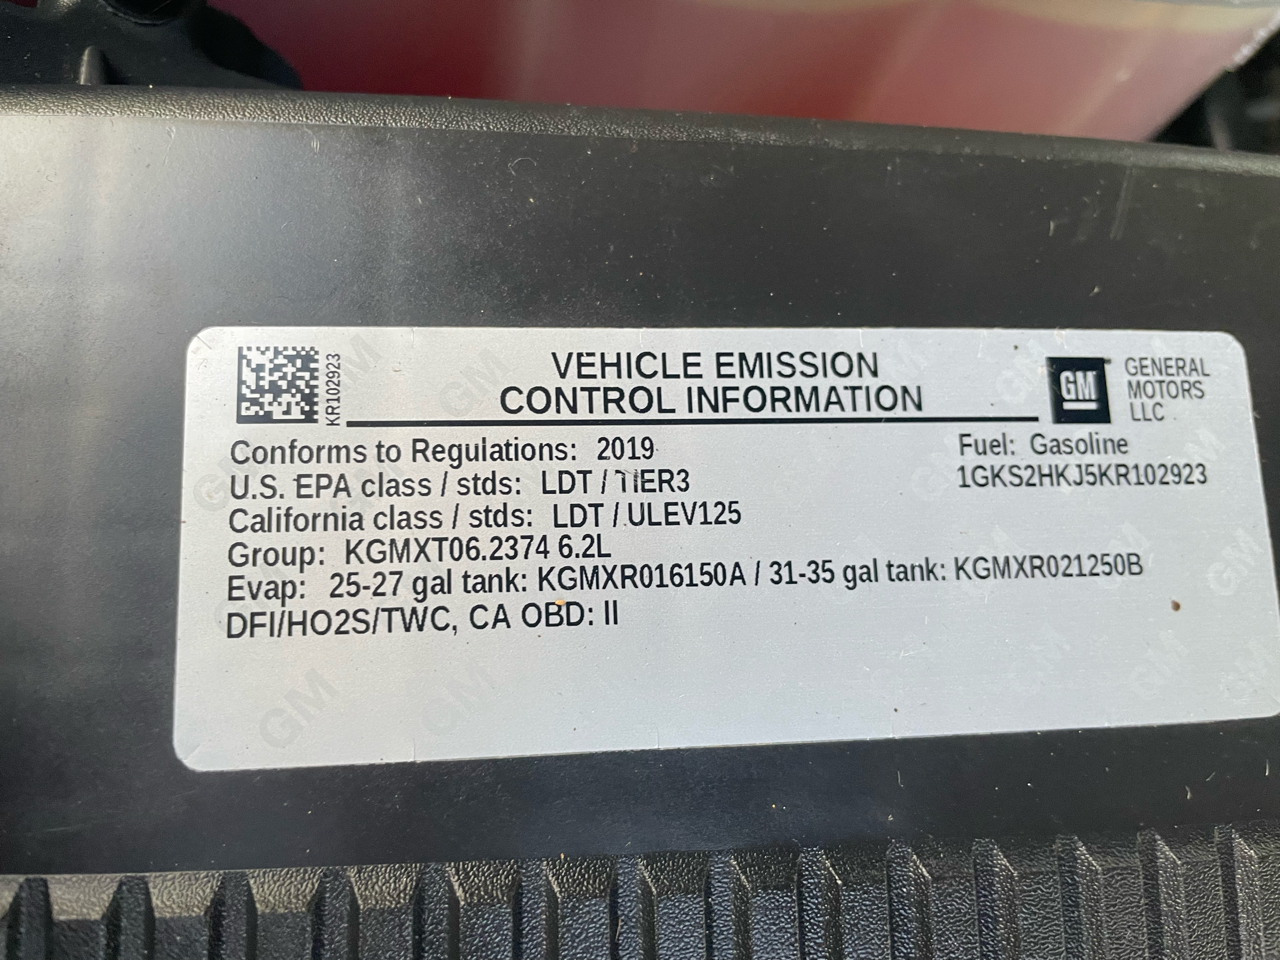 KR102923
VEHICLE EMISSION
CONTROL INFORMATION
GM
GENERAL
MOTORS
LLC
Conforms to Regulations: 2019
Fuel: Gasoline
U.S. EPA class / stds: LDT / TIER3
1GKS2HKJ5KR102923
California class / stds: LDT / ULEV125
Group: KGMXT06.2374 6.2L
Evap: 25-27 gal tank: KGMXR016150A / 31-35 gal tank: KGMXR021250B
DFI/HO2S/TWC, CA OBD: II